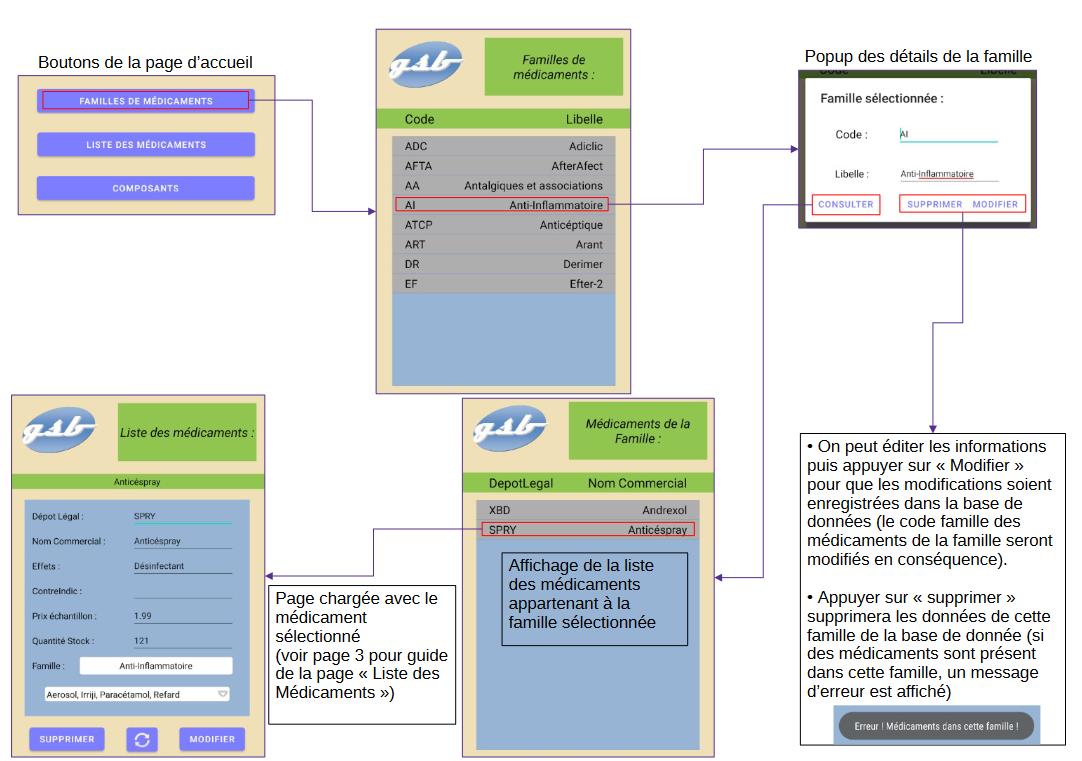 Boutons de la page d'accueil
FAMILLES DE MÉDICAMENTS
LISTE DES MÉDICAMENTS
COMPOSANTS
gsb
Familles de
médicaments :
Code Libelle
ADC Adiclic
AFTA AfterAfect
AA Antalgiques et associations
AI Anti-Inflammatoire
ATCP Anticéptique
ART Arant
DR Derimer
EF Efter-2
Popup des détails de la famille
Code Libelle
Famille sélectionnée :
Code : AI
Libelle : Anti-Inflammatoire
CONSULTER SUPPRIMER MODIFIER
gsb
Liste des médicaments :
Anticéspray
Dépot Légal : SPRY
Nom Commercial : Anticéspray
Effets : Désinfectant
ContreIndic :
Prix échantillon : 1.99
Quantité Stock : 121
Famille : Anti-Inflammatoire
Aerosol, Irriji, Paracétamol, Refard
SUPPRIMER MODIFIER
Page chargée avec le
médicament
sélectionné
(voir page 3 pour guide
de la page « Liste des
Médicaments »)
gsb
Médicaments de la
Famille :
DepotLegal Nom Commercial
XBD Andrexol
SPRY Anticéspray
Affichage de la liste
des médicaments
appartenant à la
famille sélectionnée
• On peut éditer les informations
puis appuyer sur « Modifier »
pour que les modifications soient
enregistrées dans la base de
données (le code famille des
médicaments de la famille seront
modifiés en conséquence).
• Appuyer sur « supprimer »
supprimera les données de cette
famille de la base de donnée (si
des médicaments sont présent
dans cette famille, un message
d'erreur est affiché)
Erreur ! Médicaments dans cette famille !